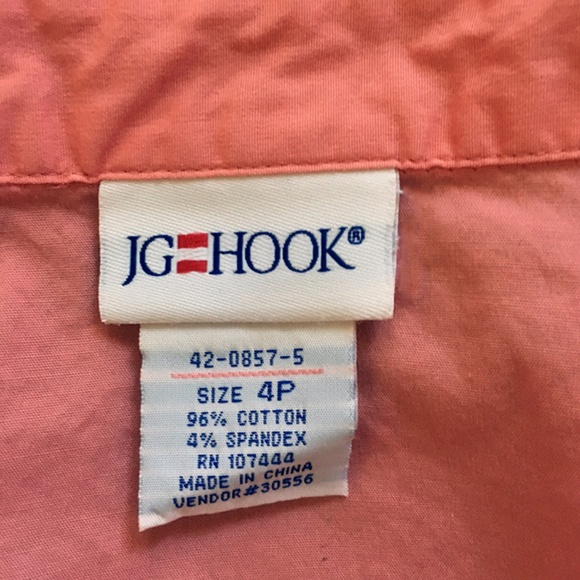 JG HOOK®
42-0857-5
SIZE 4P
96% COTTON
4% SPANDEX
RN 107444
MADE IN CHINA
VENDOR#30556